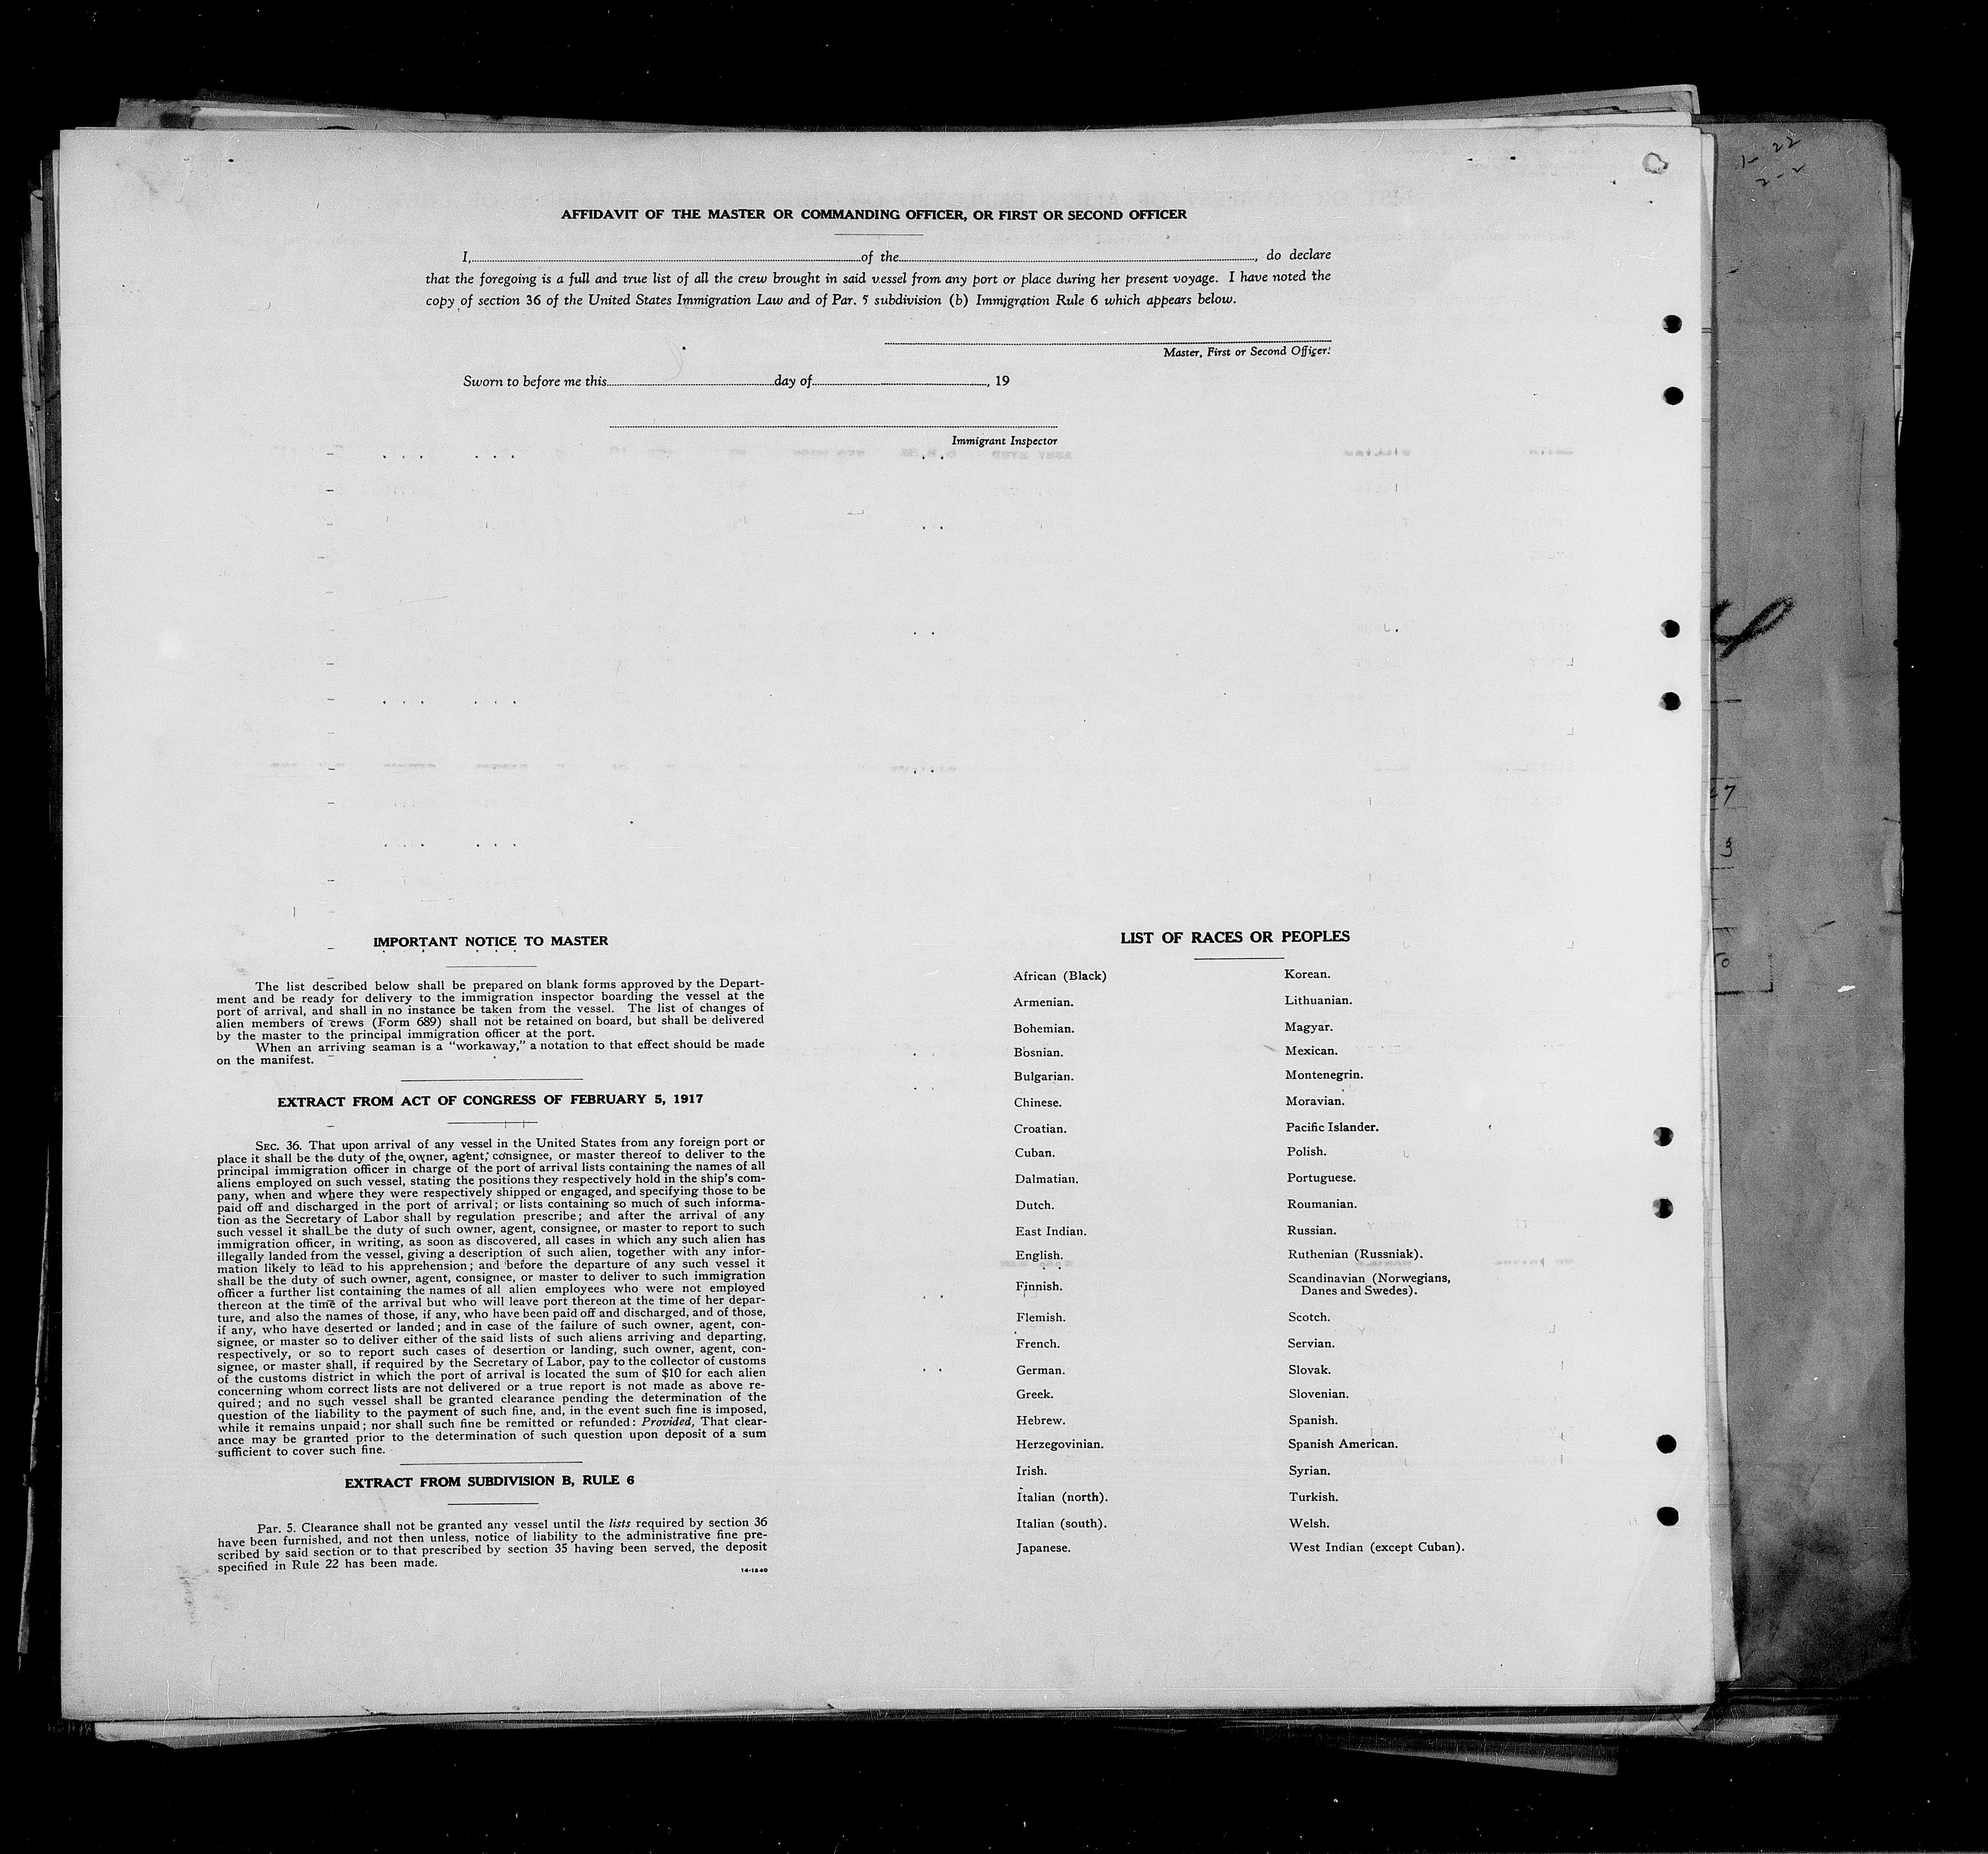 AFFIDAVIT OF THE MASTER OR COMMANDING OFFICER, OR FIRST OR SECOND OFFICER
I, of the , do declare
that the foregoing is a full and true list of all the crew brought in said vessel from any port or place during her present voyage. I have noted the
copy of section 36 of the United States Immigration Law and of Par. 5 subdivision (b) Immigration Rule 6 which appears below.
Master, First or Second Officer.
Sworn to before me this day of , 19
Immigrant Inspector
IMPORTANT NOTICE TO MASTER
The list described below shall be prepared on blank forms approved by the Depart-
ment and be ready for delivery to the immigration inspector boarding the vessel at the
port of arrival, and shall in no instance be taken from the vessel. The list of changes of
alien members of crews (Form 689) shall not be retained on board, but shall be delivered
by the master to the principal immigration officer at the port.
When an arriving seaman is a "workaway," a notation to that effect should be made
on the manifest.
EXTRACT FROM ACT OF CONGRESS OF FEBRUARY 5, 1917
SEC. 36. That upon arrival of any vessel in the United States from any foreign port or
place it shall be the duty of the owner, agent, consignee, or master thereof to deliver to the
principal immigration officer in charge of the port of arrival lists containing the names of all
aliens employed on such vessel, stating the positions they respectively hold in the ship's com-
pany, when and where they were respectively shipped or engaged, and specifying those to be
paid off and discharged in the port of arrival; or lists containing so much of such informa-
tion as the Secretary of Labor shall by regulation prescribe; and after the arrival of any
such vessel it shall be the duty of such owner, agent, consignee, or master to report to such
immigration officer, in writing, as soon as discovered, all cases in which any such alien has
illegally landed from the vessel, giving a description of such alien, together with any infor-
mation likely to lead to his apprehension; and before the departure of any such vessel it
shall be the duty of such owner, agent, consignee, or master to deliver to such immigration
officer a further list containing the names of all alien employees who were not employed
thereon at the time of the arrival but who will leave port thereon at the time of her depar-
ture, and also the names of those, if any, who have been paid off and discharged, and of those,
if any, who have deserted or landed; and in case of the failure of such owner, agent, con-
signee, or master so to deliver either of the said lists of such aliens arriving and departing,
respectively, or so to report such cases of desertion or landing, such owner, agent, con-
signee, or master shall, if required by the Secretary of Labor, pay to the collector of customs
of the customs district in which the port of arrival is located the sum of $10 for each alien
concerning whom correct lists are not delivered or a true report is not made as above re-
quired; and no such vessel shall be granted clearance pending the determination of the
question of the liability to the payment of such fine, and, in the event such fine is imposed,
while it remains unpaid; nor shall such fine be remitted or refunded: Provided, That clear-
ance may be granted prior to the determination of such question upon deposit of a sum
sufficient to cover such fine.
EXTRACT FROM SUBDIVISION B, RULE 6
Par. 5. Clearance shall not be granted any vessel until the lists required by section 36
have been furnished, and not then unless, notice of liability to the administrative fine pre-
scribed by said section or to that prescribed by section 35 having been served, the deposit
specified in Rule 22 has been made.
14-1240
LIST OF RACES OR PEOPLES
African (Black)
Armenian.
Bohemian.
Bosnian.
Bulgarian.
Chinese.
Croatian.
Cuban.
Dalmatian.
Dutch.
East Indian.
English.
Finnish.
Flemish.
French.
German.
Greek.
Hebrew.
Herzegovinian.
Irish.
Italian (north).
Italian (south).
Japanese.
Korean.
Lithuanian.
Magyar.
Mexican.
Montenegrin.
Moravian.
Pacific Islander.
Polish.
Portuguese.
Roumanian.
Russian.
Ruthenian (Russniak).
Scandinavian (Norwegians,
Danes and Swedes).
Scotch.
Servian.
Slovak.
Slovenian.
Spanish.
Spanish American.
Syrian.
Turkish.
Welsh.
West Indian (except Cuban).
1-22
2-2